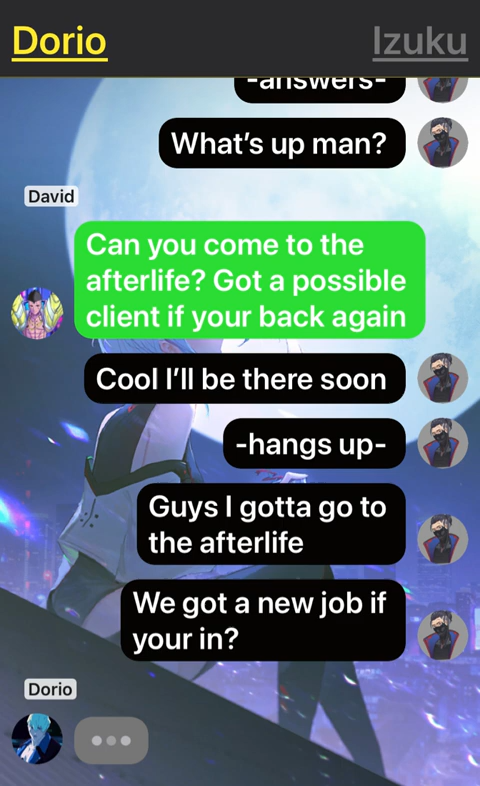 Dorio
Izuku
-answers-
What's up man?
David
Can you come to the
afterlife? Got a possible
client if your back again
Cool I'll be there soon
-hangs up-
Guys I gotta go to
the afterlife
We got a new job if
your in?
Dorio